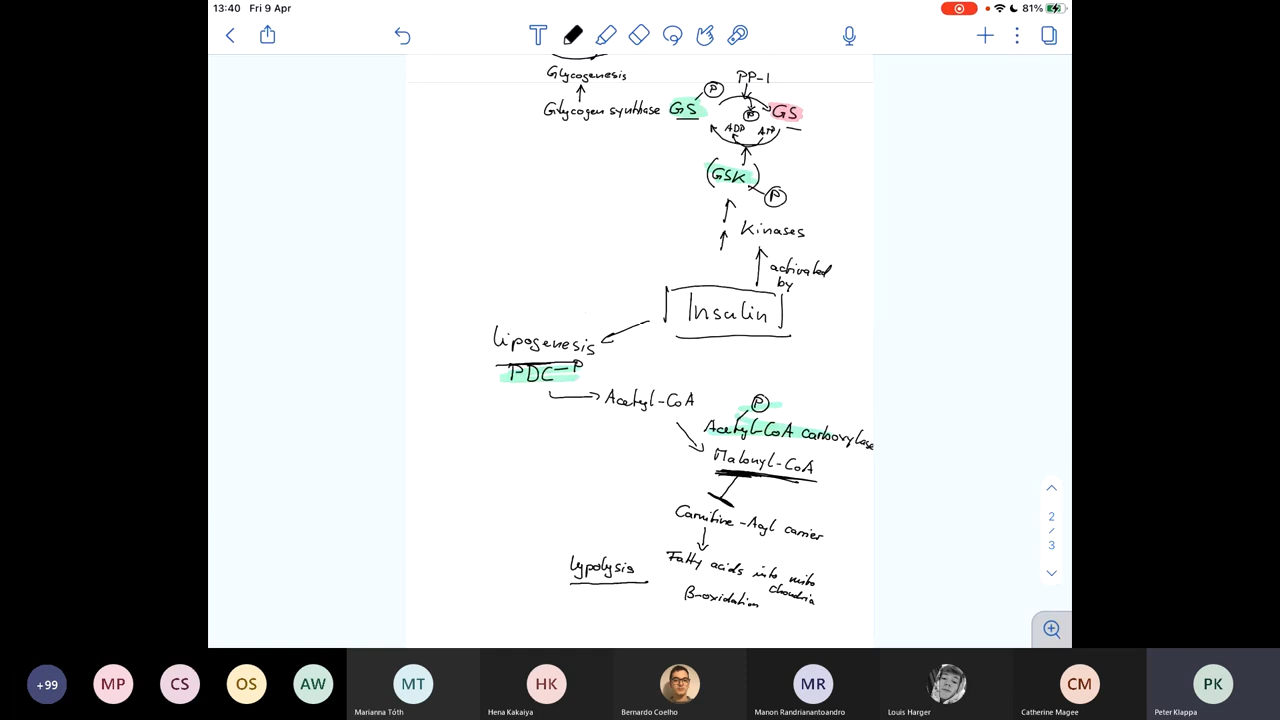 13:40 Fri 9 Apr
81%
T
Glycogenesis
PP-1
P
Glycogen synthase GS
P
GS
ADP ATP
(GSK)
P
Kinases
activated
by
Insulin
Lipogenesis
PDC-P
Acetyl-CoA
P
Acetyl-CoA carboxylase
Malonyl-CoA
Carnitine-Acyl carrier
Lypolysis
Fatty acids into mito
chondria
β-oxidation
2
/
3
+99
MP
CS
OS
AW
MT
HK
MR
CM
PK
Marianna Tóth
Hena Kakaiya
Bernardo Coelho
Manon Randrianantoandro
Louis Harger
Catherine Magee
Peter Klappa